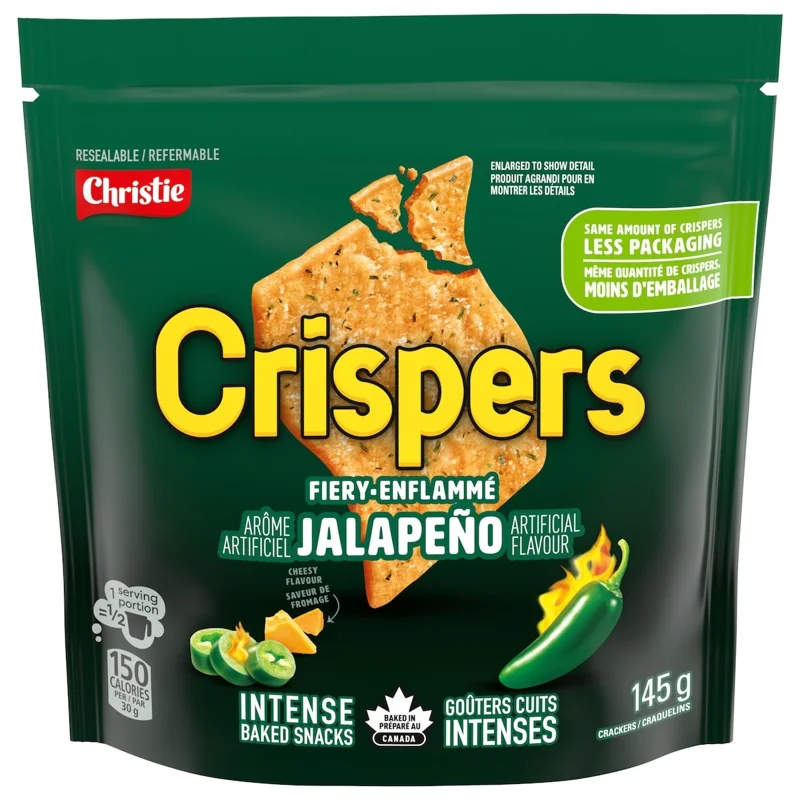 RESEALABLE / REFERMABLE
Christie
ENLARGED TO SHOW DETAIL
PRODUIT AGRANDI POUR EN
MONTRER LES DÉTAILS
SAME AMOUNT OF CRISPERS
LESS PACKAGING
MÊME QUANTITÉ DE CRISPERS,
MOINS D'EMBALLAGE
Crispers
FIERY-ENFLAMMÉ
ARÔME
ARTIFICIEL
JALAPEÑO
ARTIFICIAL
FLAVOUR
CHEESY
FLAVOUR
SAVEUR DE
FROMAGE
1 serving
portion
=1/2
150
CALORIES
PER / PAR
30 g
INTENSE
BAKED SNACKS
BAKED IN
PRÉPARÉ AU
CANADA
GOÛTERS CUITS
INTENSES
145 g
CRACKERS / CRAQUELINS